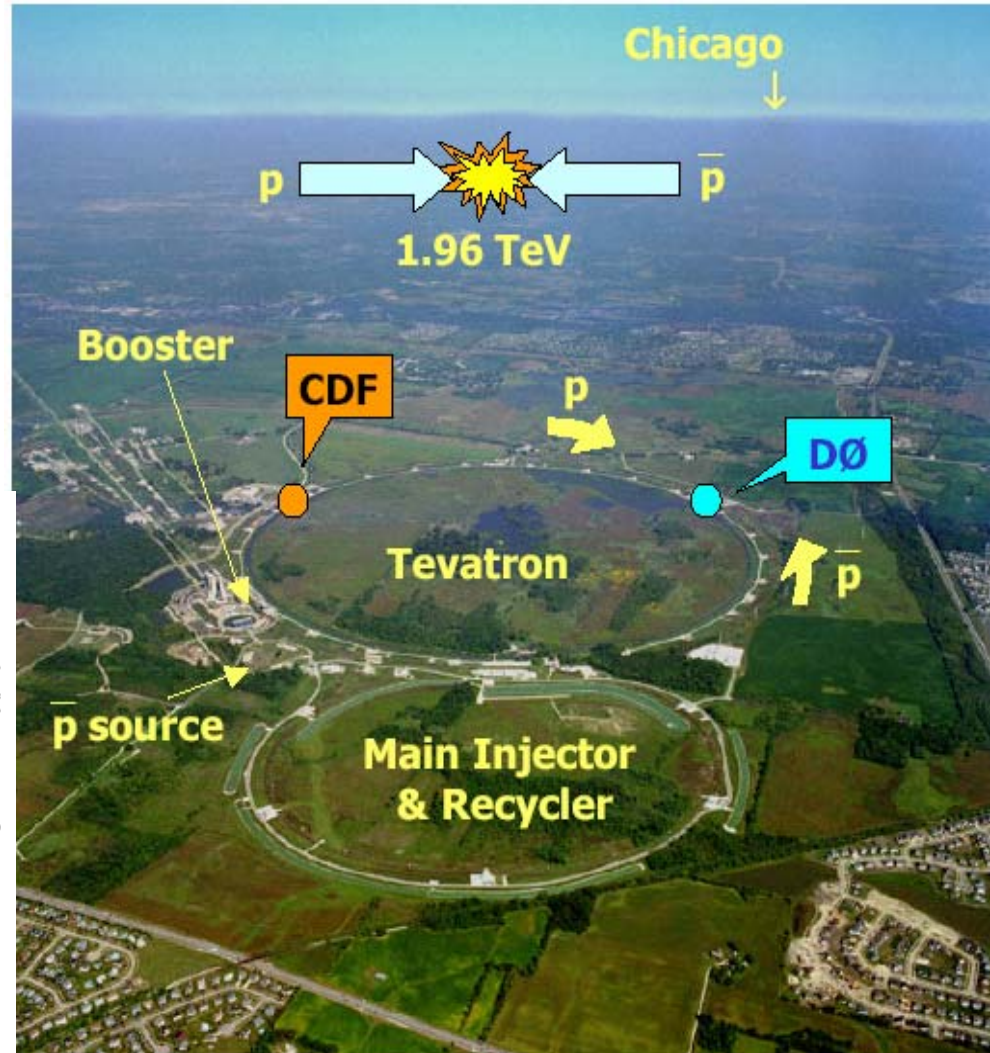 Chicago
↓
p p̅
1.96 TeV
Booster
CDF
p
DØ
Tevatron
p̅
p̅ source
Main Injector
& Recycler